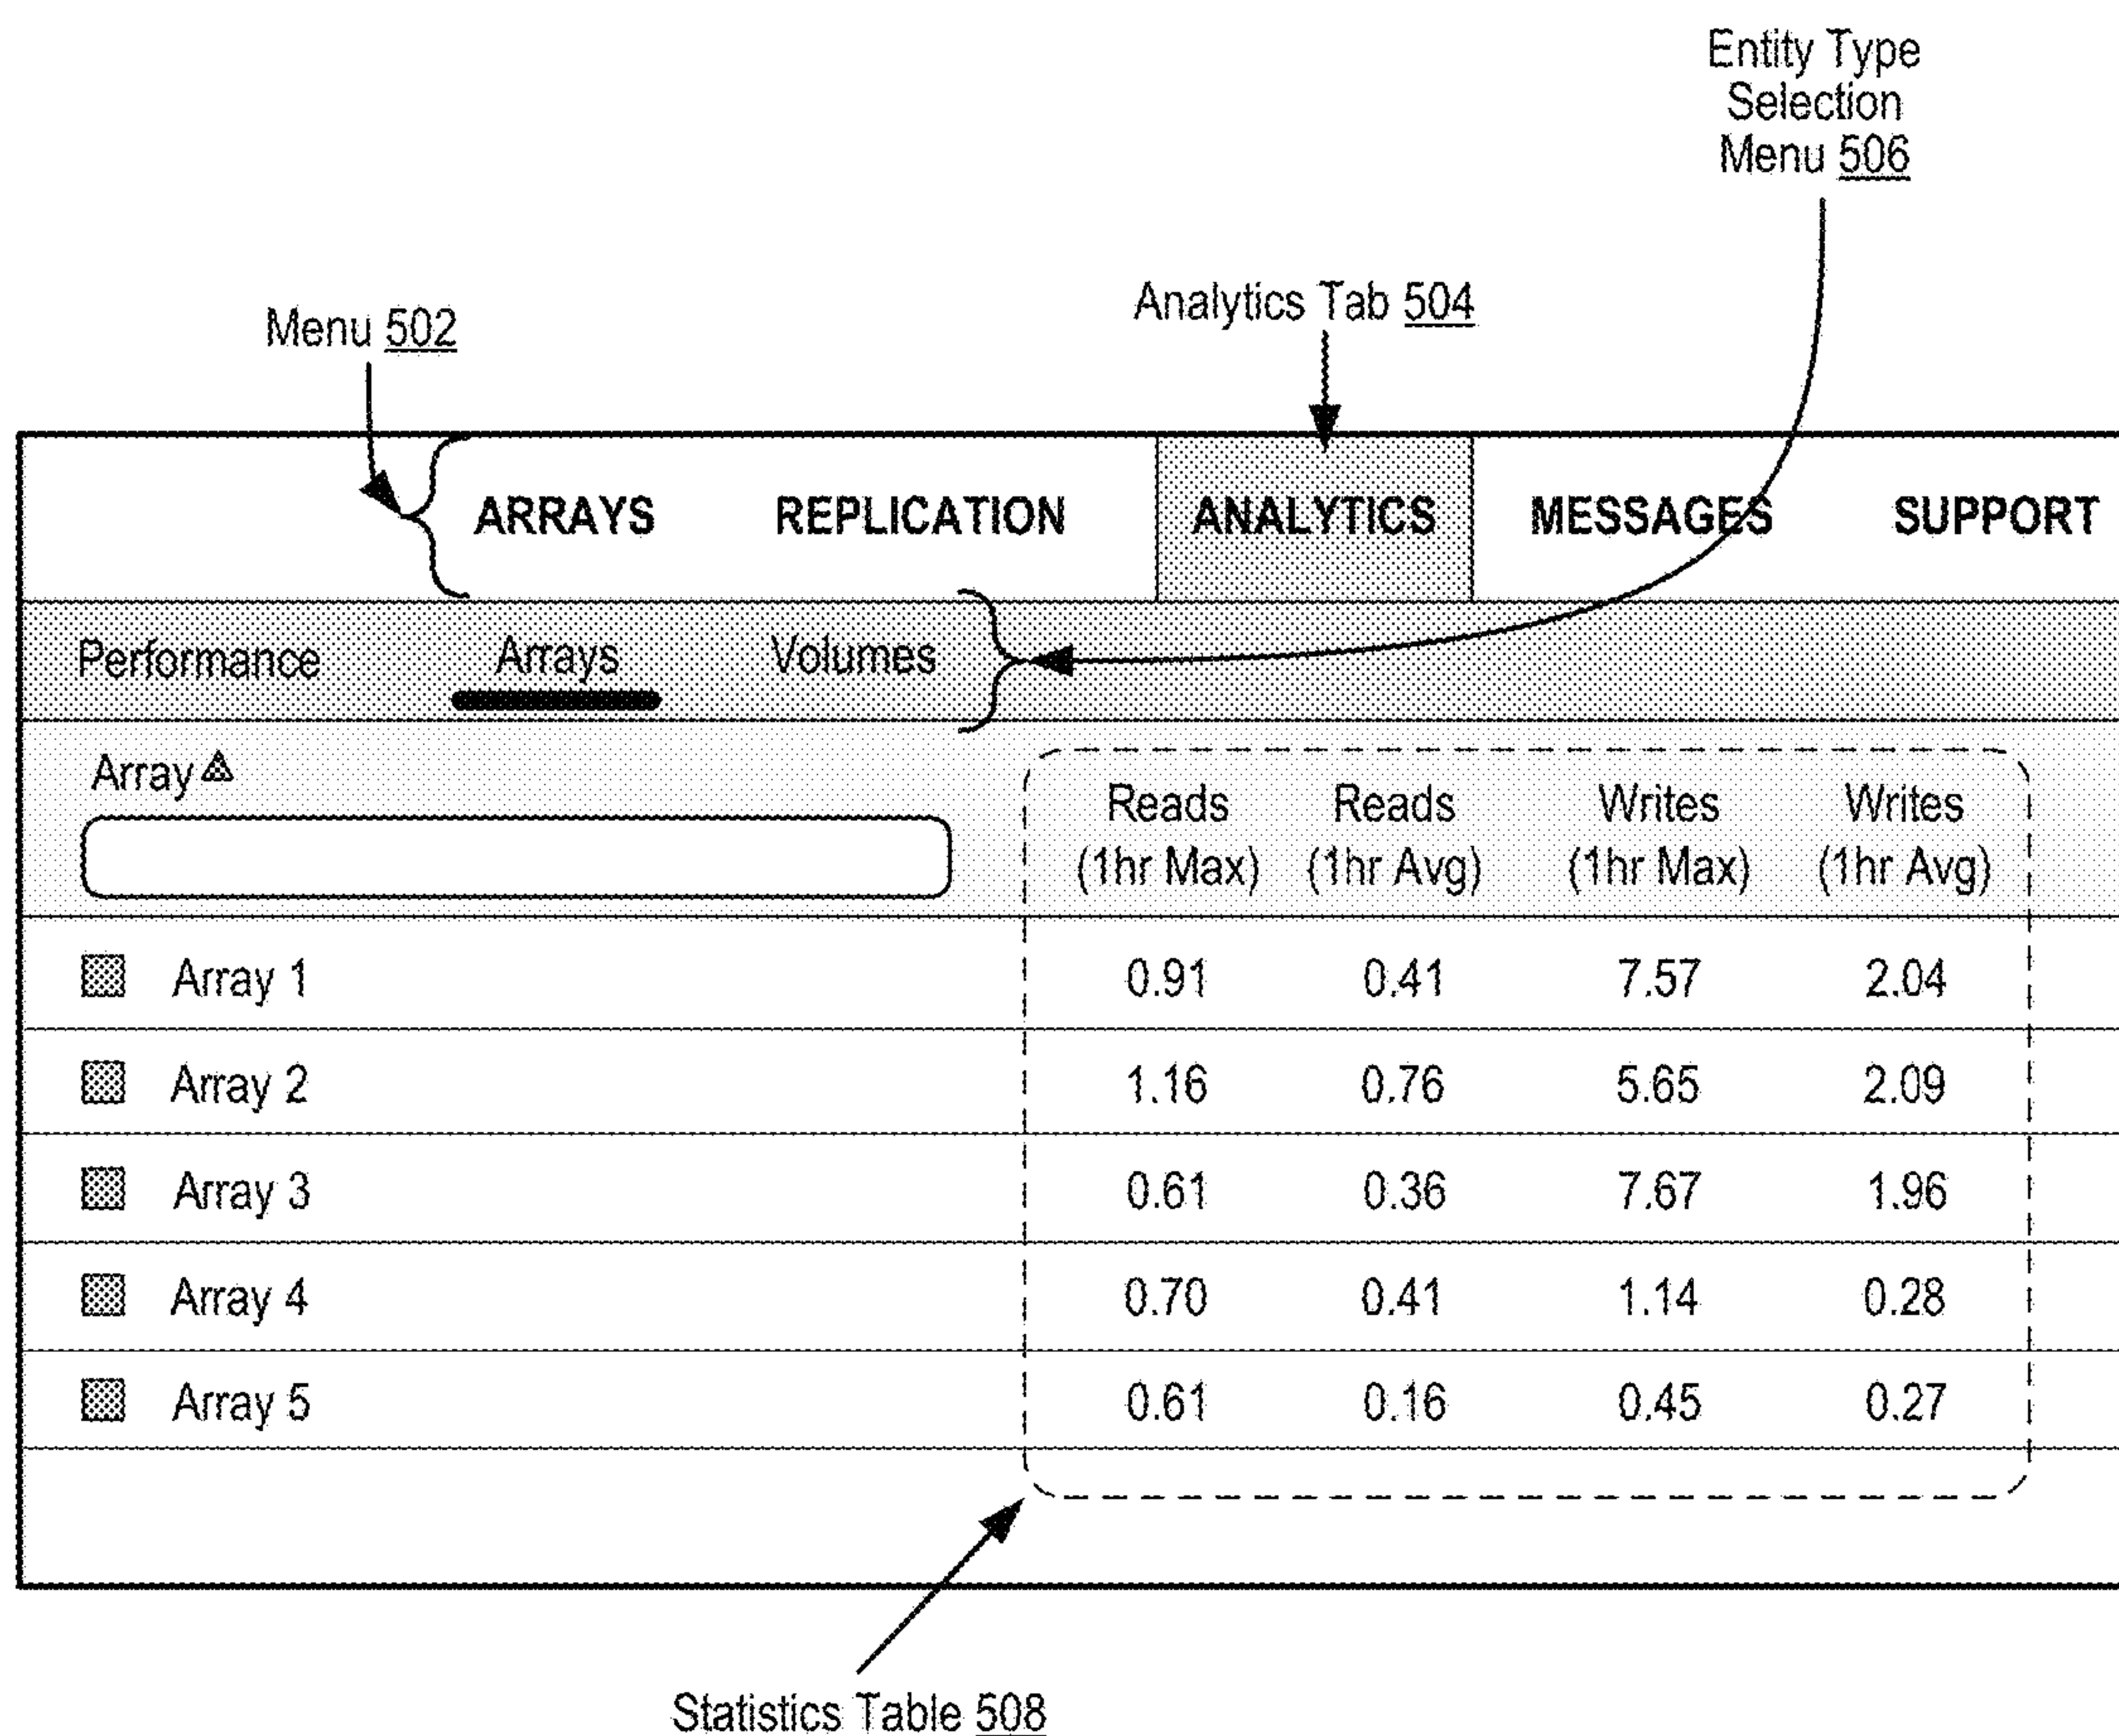 Entity Type
Selection
Menu 506
Analytics Tab 504
Menu 502
ARRAYS REPLICATION ANALYTICS MESSAGES SUPPORT
Performance Arrays Volumes
Array
Reads Reads Writes Writes
(1hr Max) (1hr Avg) (1hr Max) (1hr Avg)
Array 1 0.91 0.41 7.57 2.04
Array 2 1.16 0.76 5.65 2.09
Array 3 0.61 0.36 7.67 1.96
Array 4 0.70 0.41 1.14 0.28
Array 5 0.61 0.16 0.45 0.27
Statistics Table 508